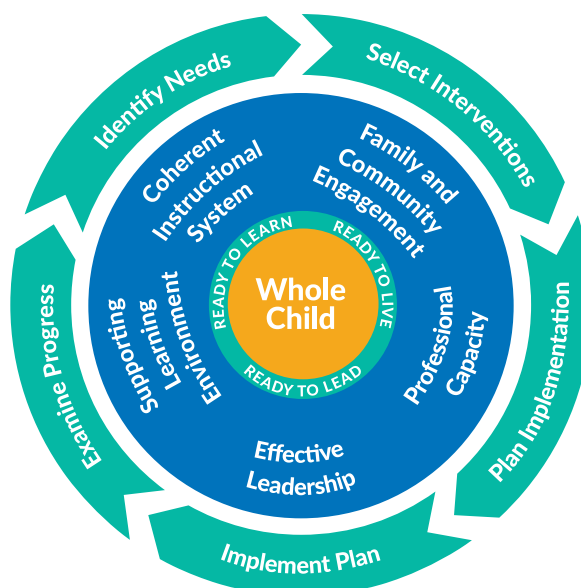 Identify Needs
Select Interventions
Plan Implementation
Implement Plan
Examine Progress
Coherent
Instructional
System
Family and
Community
Engagement
Professional
Capacity
Effective
Leadership
Supporting
Learning
Environment
READY TO LEARN
READY TO LIVE
READY TO LEAD
Whole
Child